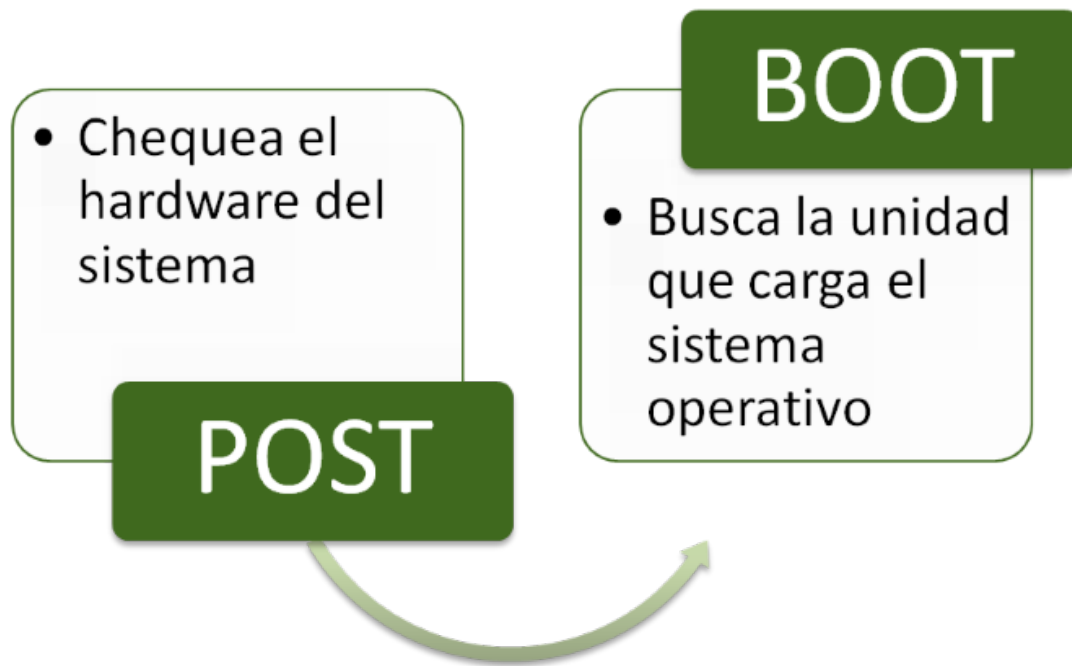 • Chequea el
hardware del
sistema
POST
BOOT
• Busca la unidad
que carga el
sistema
operativo